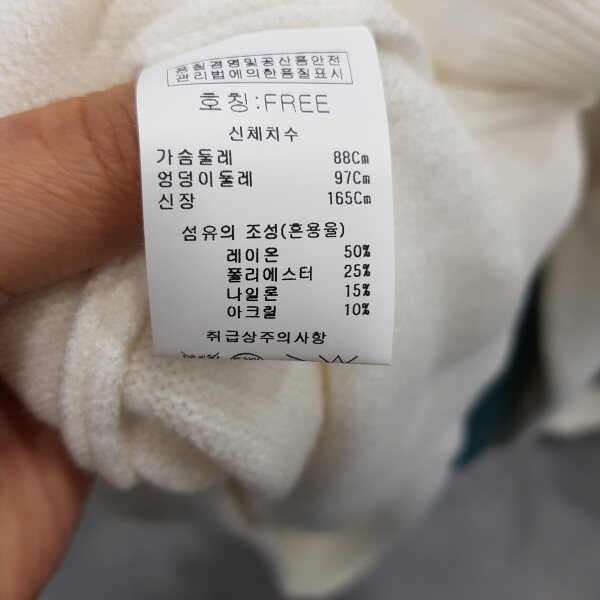 품질경영및공산품안전
관리법에의한품질표시
호칭:FREE
신체치수
가슴둘레 88Cm
엉덩이둘레 97Cm
신장 165Cm
섬유의 조성(혼용율)
레이온 50%
폴리에스터 25%
나일론 15%
아크릴 10%
취급상주의사항